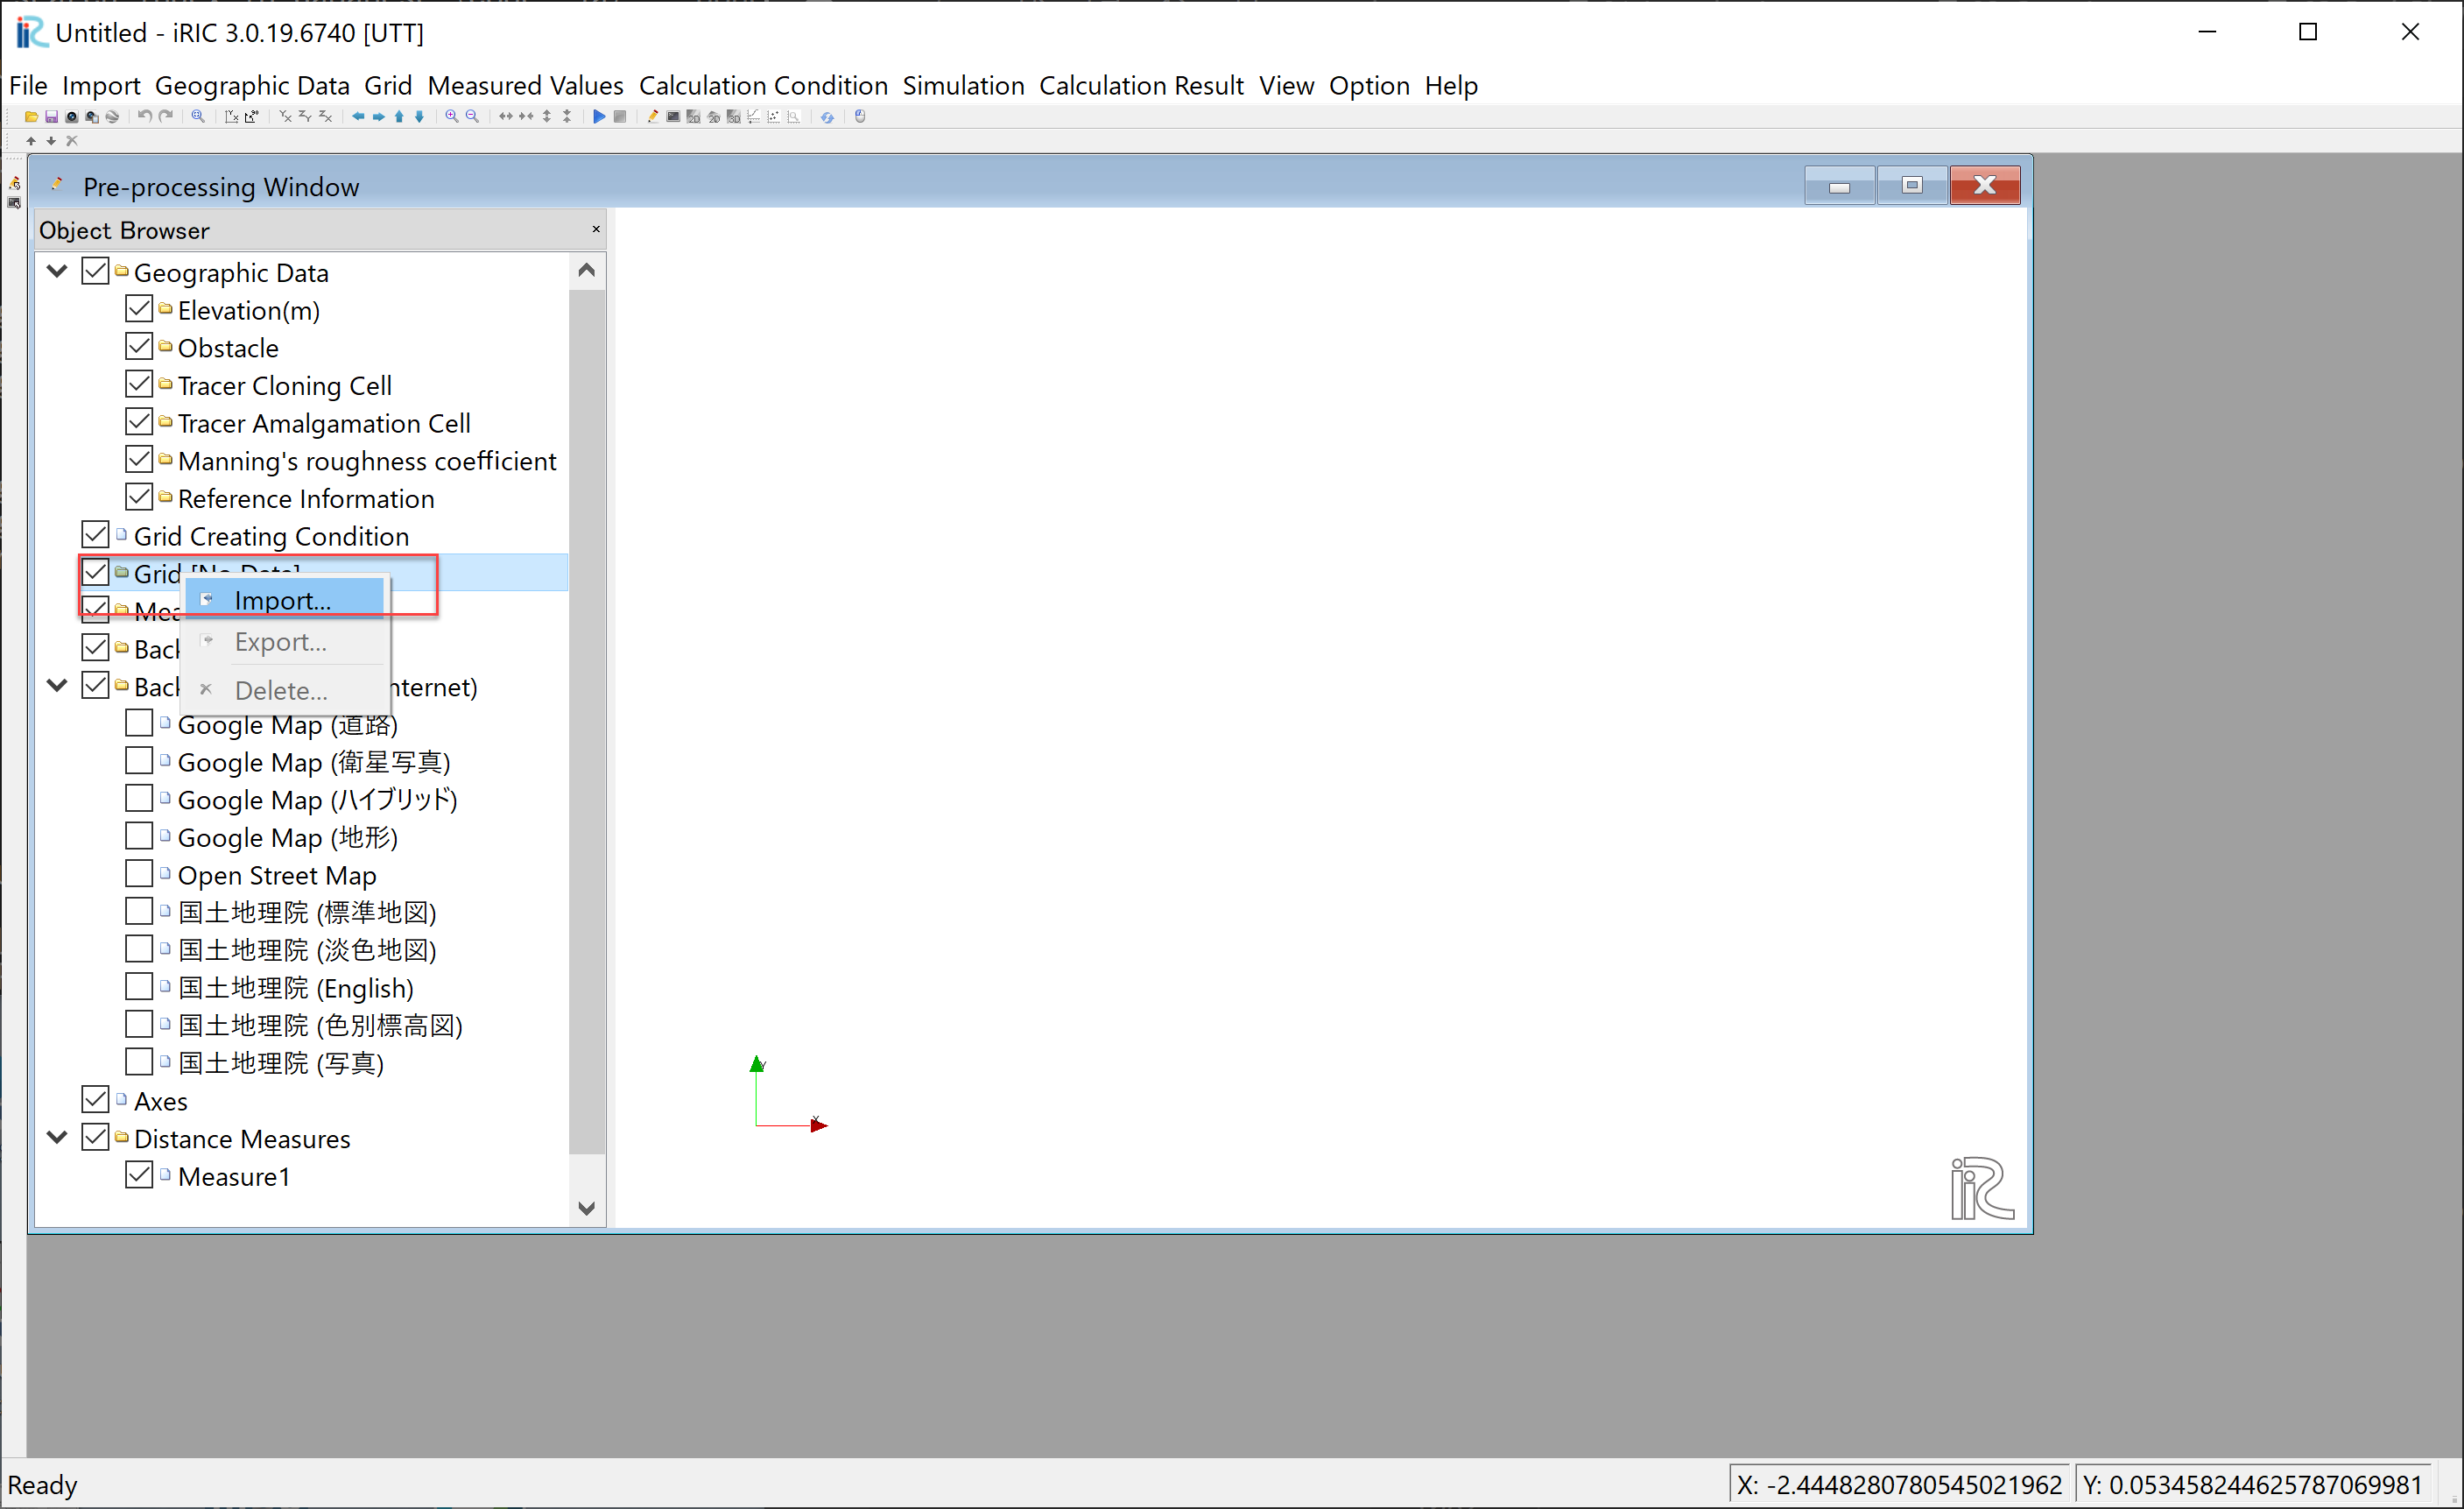 Untitled - iRIC 3.0.19.6740 [UTT]
File Import Geographic Data Grid Measured Values Calculation Condition Simulation Calculation Result View Option Help
Pre-processing Window
Object Browser
Geographic Data
Elevation(m)
Obstacle
Tracer Cloning Cell
Tracer Amalgamation Cell
Manning's roughness coefficient
Reference Information
Grid Creating Condition
Grid [No Data]
Import...
Mea
Export...
Back
Back nternet)
Delete...
Google Map (道路)
Google Map (衛星写真)
Google Map (ハイブリッド)
Google Map (地形)
Open Street Map
国土地理院 (標準地図)
国土地理院 (淡色地図)
国土地理院 (English)
国土地理院 (色別標高図)
国土地理院 (写真)
Axes
Distance Measures
Measure1
Y
X
iRIC
Ready
X: -2.4448280780545021962 Y: 0.053458244625787069981